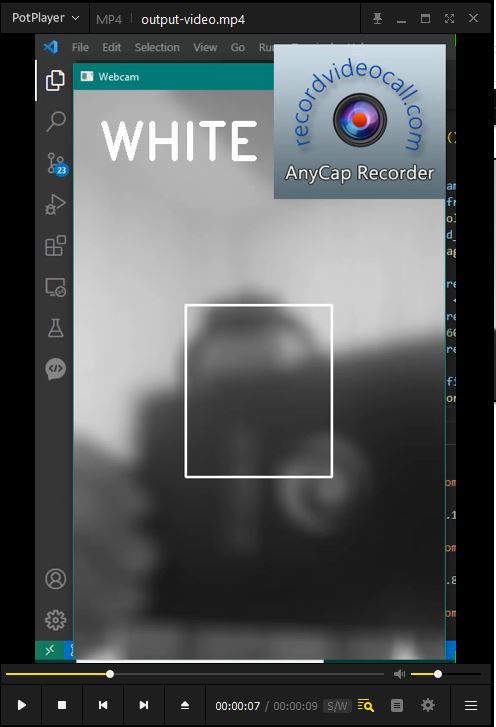 PotPlayer MP4 output-video.mp4
File Edit Selection View Go
Webcam
WHITE
recordvideocall.com
AnyCap Recorder
23
00:00:07 / 00:00:09 S/W